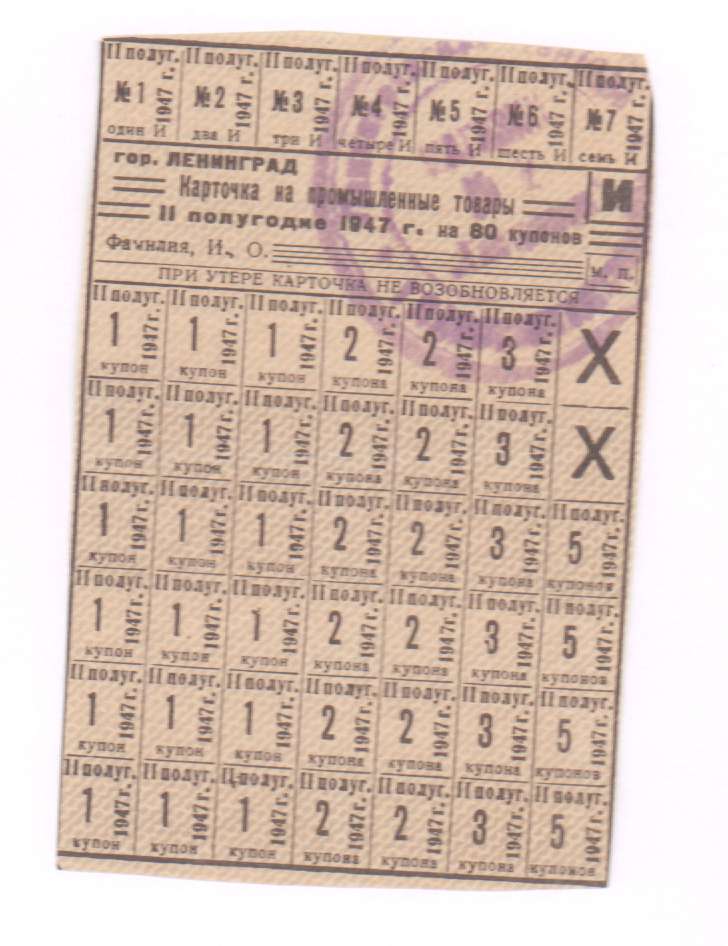 II полуг. II полуг. II полуг. II полуг. II полуг. II полуг. II полуг.
№1 1947 г. №2 1947 г. №3 1947 г. №4 1947 г. №5 1947 г. №6 1947 г. №7 1947 г.
один И два И три И четыре И пять И шесть И семь И
гор. ЛЕНИНГРАД
Карточка на промышленные товары И
II полугодие 1947 г. на 80 купонов
Фамилия, И., О. м. п.
ПРИ УТЕРЕ КАРТОЧКА НЕ ВОЗОБНОВЛЯЕТСЯ
II полуг. II полуг. II полуг. II полуг. II полуг. II полуг.
1 1947 г. 1 1947 г. 1 1947 г. 2 1947 г. 2 1947 г. 3 1947 г. X
купон купон купон купона купона купона
II полуг. II полуг. II полуг. II полуг. II полуг. II полуг.
1 1947 г. 1 1947 г. 1 1947 г. 2 1947 г. 2 1947 г. 3 1947 г. X
купон купон купон купона купона купона
II полуг. II полуг. II полуг. II полуг. II полуг. II полуг. II полуг.
1 1947 г. 1 1947 г. 1 1947 г. 2 1947 г. 2 1947 г. 3 1947 г. 5 1947 г.
купон купон купон купона купона купона купонов
II полуг. II полуг. II полуг. II полуг. II полуг. II полуг. II полуг.
1 1947 г. 1 1947 г. 1 1947 г. 2 1947 г. 2 1947 г. 3 1947 г. 5 1947 г.
купон купон купон купона купона купона купонов
II полуг. II полуг. II полуг. II полуг. II полуг. II полуг. II полуг.
1 1947 г. 1 1947 г. 1 1947 г. 2 1947 г. 2 1947 г. 3 1947 г. 5 1947 г.
купон купон купон купона купона купона купонов
II полуг. II полуг. II полуг. II полуг. II полуг. II полуг. II полуг.
1 1947 г. 1 1947 г. 1 1947 г. 2 1947 г. 2 1947 г. 3 1947 г. 5 1947 г.
купон купон купон купона купона купона купонов